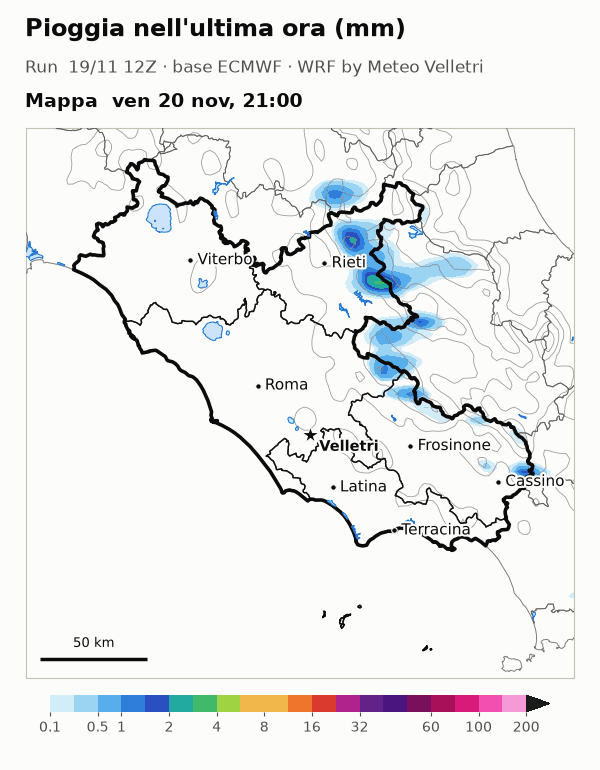 Pioggia nell'ultima ora (mm)
Run  19/11 12Z · base ECMWF · WRF by Meteo Velletri
Mappa  ven 20 nov, 21:00
Viterbo
Rieti
Roma
Velletri
Frosinone
Latina
Cassino
Terracina
50 km
0.1 0.5 1 2 4 8 16 32 60 100 200